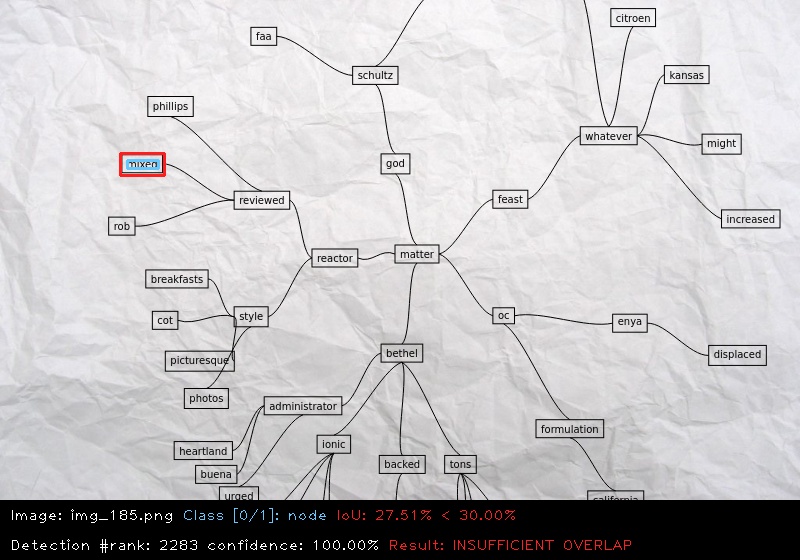 citroen
faa
kansas
schultz
phillips
whatever
might
mixed
god
reviewed
feast
increased
rob
matter
reactor
breakfasts
style
cot
oc
enya
bethel
displaced
picturesque
photos
administrator
formulation
ionic
heartland
backed
tons
buena
urged
california
Image: img_185.png Class [0/1]: node IoU: 27.51% < 30.00%
Detection #rank: 2283 confidence: 100.00% Result: INSUFFICIENT OVERLAP